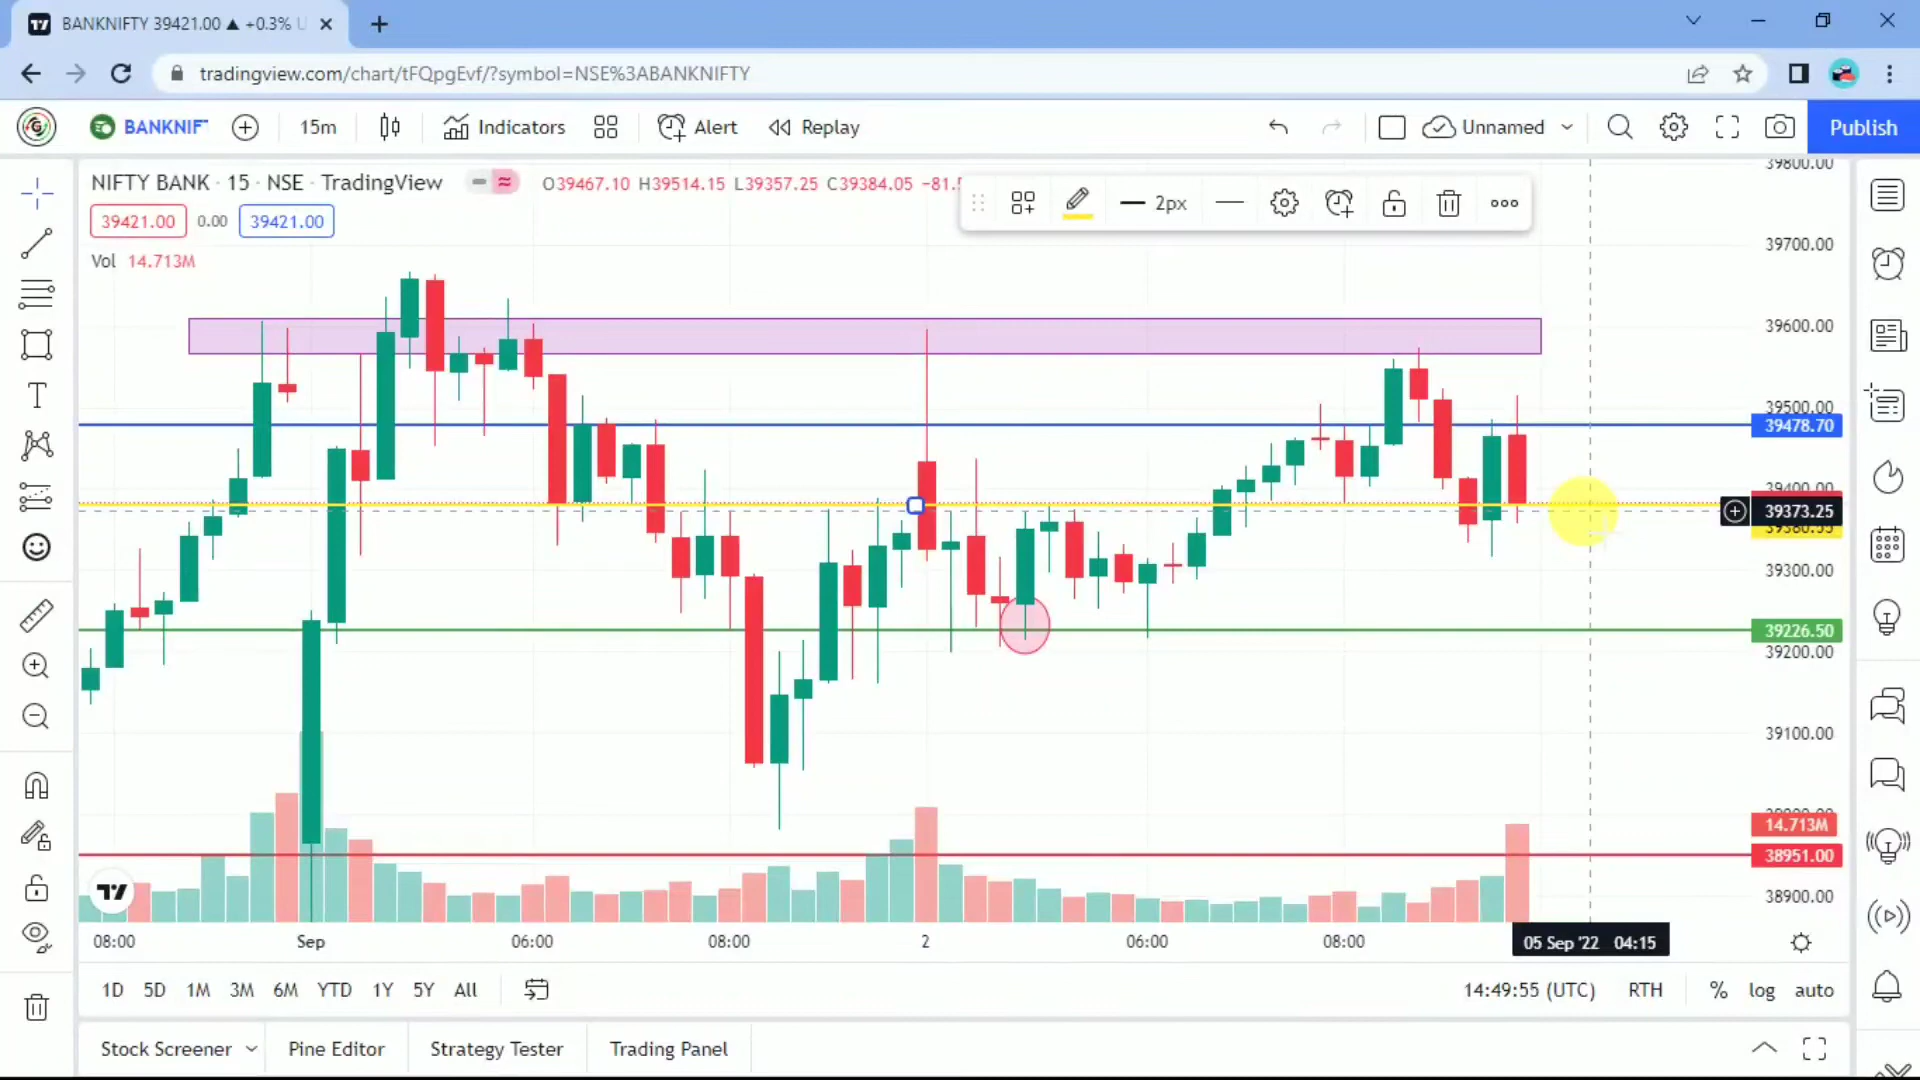 BANKNIFTY 39421.00 ▲ +0.3% U
tradingview.com/chart/tFQpgEvf/?symbol=NSE%3ABANKNIFTY
BANKNIF
15m
Indicators
Alert
Replay
Unnamed
Publish
NIFTY BANK · 15 · NSE · TradingView
O39467.10 H39514.15 L39357.25 C39384.05
39421.00 0.00 39421.00
Vol 14.713M
2px
39800.00
39700.00
39600.00
39500.00
39478.70
39400.00
39373.25
39300.00
39226.50
39200.00
39100.00
14.713M
38951.00
38900.00
08:00 Sep 06:00 08:00 2 06:00 08:00 05 Sep '22 04:15
1D 5D 1M 3M 6M YTD 1Y 5Y All
14:49:55 (UTC) RTH % log auto
Stock Screener Pine Editor Strategy Tester Trading Panel